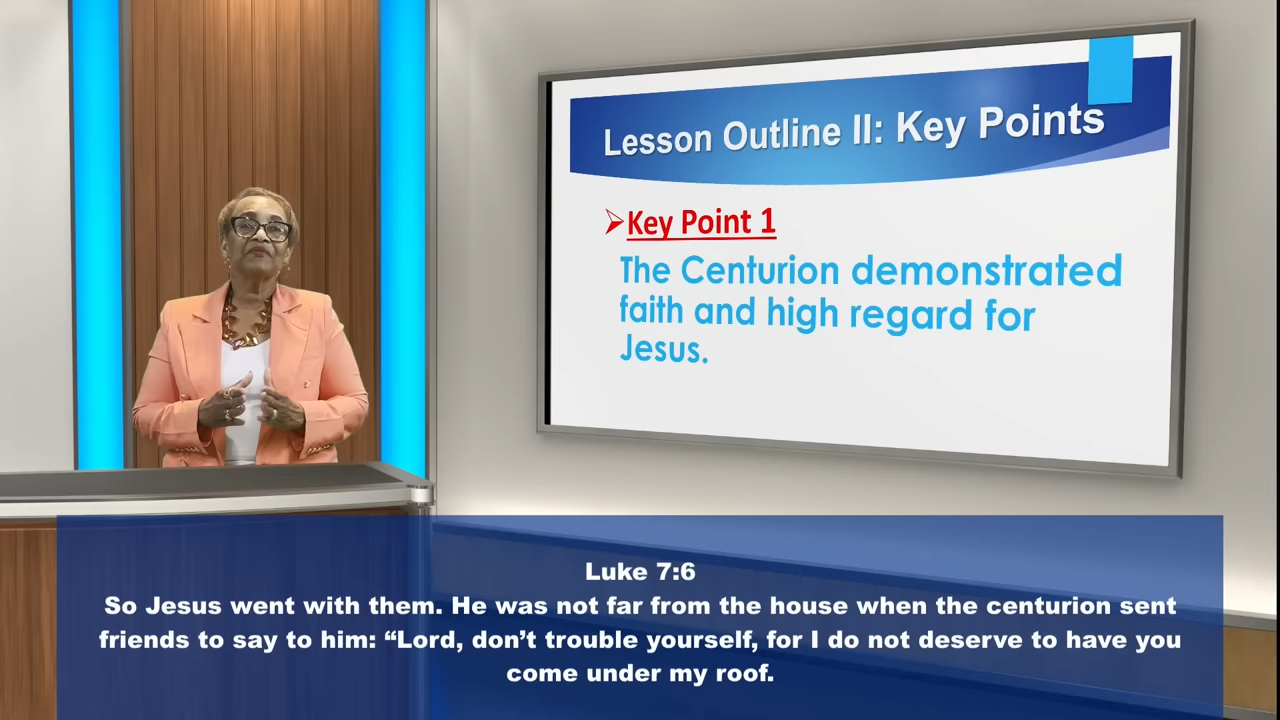 Lesson Outline II: Key Points
➢Key Point 1
The Centurion demonstrated
faith and high regard for
Jesus.
Luke 7:6
So Jesus went with them. He was not far from the house when the centurion sent
friends to say to him: “Lord, don’t trouble yourself, for I do not deserve to have you
come under my roof.